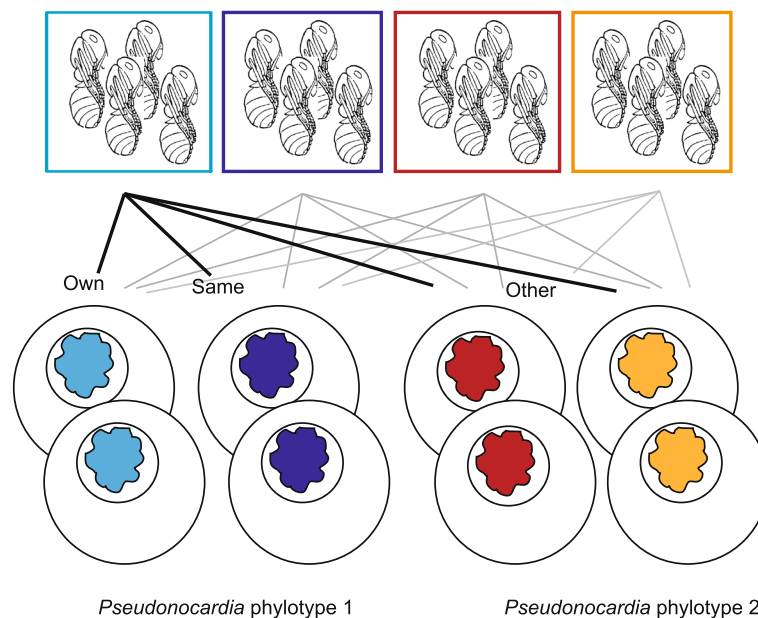 Own
Same
Other
Pseudonocardia phylotype 1
Pseudonocardia phylotype 2